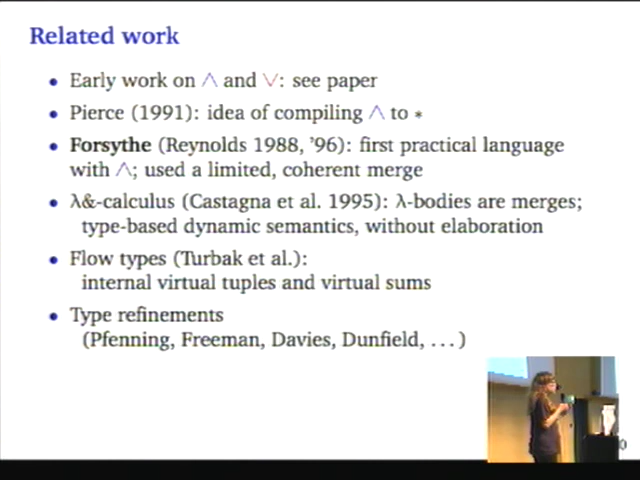 Related work
• Early work on ∧ and ∨: see paper
• Pierce (1991): idea of compiling ∧ to *
• Forsythe (Reynolds 1988, '96): first practical language
with ∧; used a limited, coherent merge
• λ&-calculus (Castagna et al. 1995): λ-bodies are merges;
type-based dynamic semantics, without elaboration
• Flow types (Turbak et al.):
internal virtual tuples and virtual sums
• Type refinements
(Pfenning, Freeman, Davies, Dunfield, . . . )